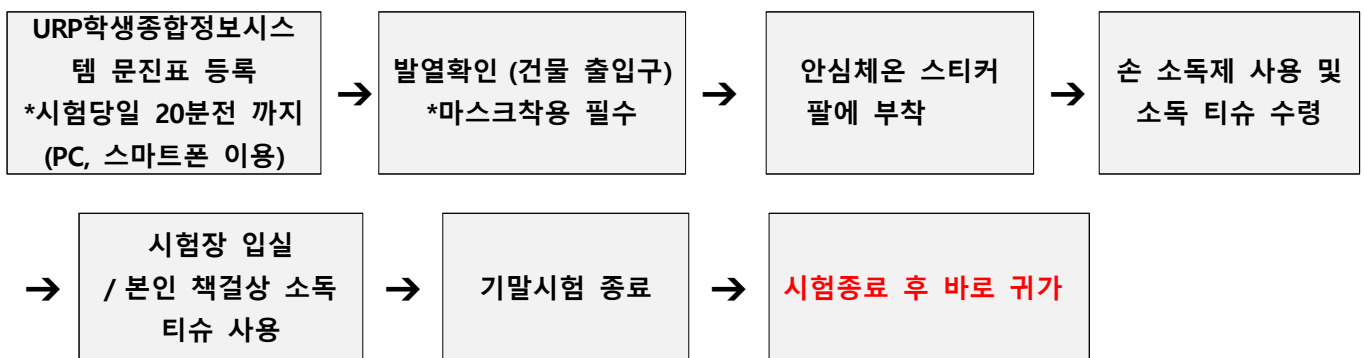 URP학생종합정보시스
템 문진표 등록
*시험당일 20분전 까지
(PC, 스마트폰 이용)
➔
발열확인 (건물 출입구)
*마스크착용 필수
➔
안심체온 스티커
팔에 부착
➔
손 소독제 사용 및
소독 티슈 수령
➔
시험장 입실
/ 본인 책걸상 소독
티슈 사용
➔
기말시험 종료
➔
시험종료 후 바로 귀가